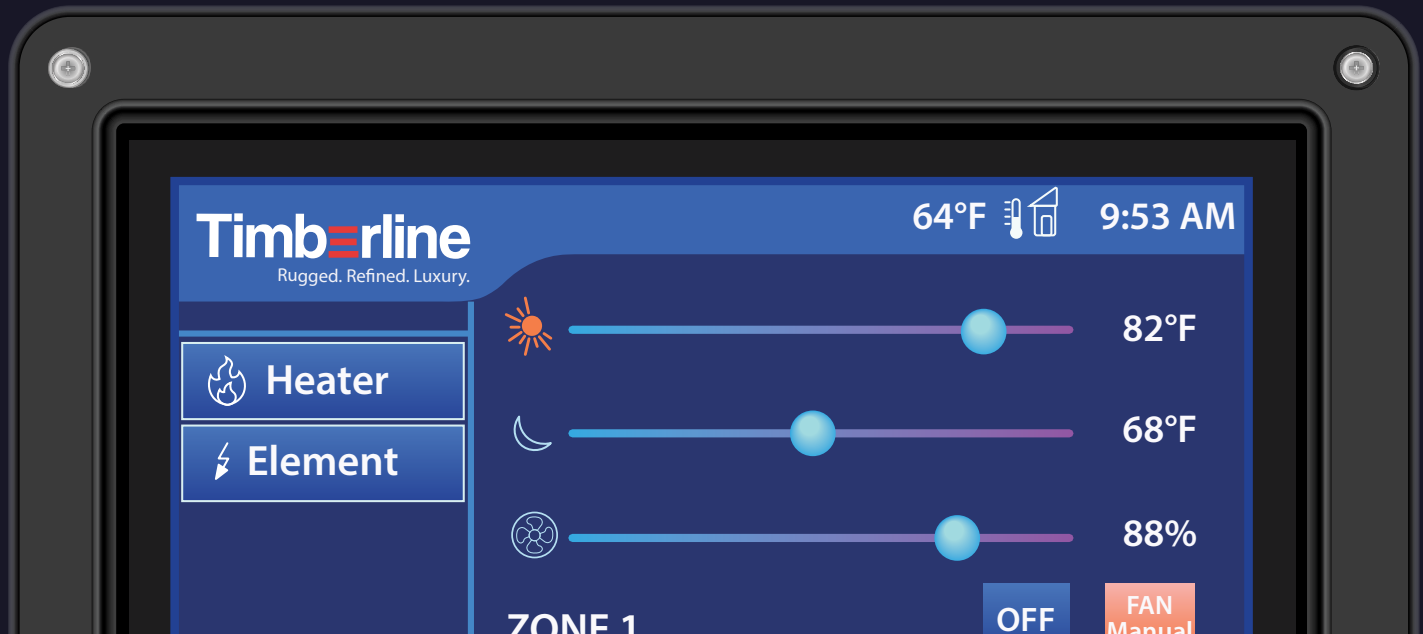 Timberline
Rugged. Refined. Luxury.
64°F
9:53 AM
82°F
Heater
68°F
Element
88%
ZONE 1
OFF
FAN
Manual